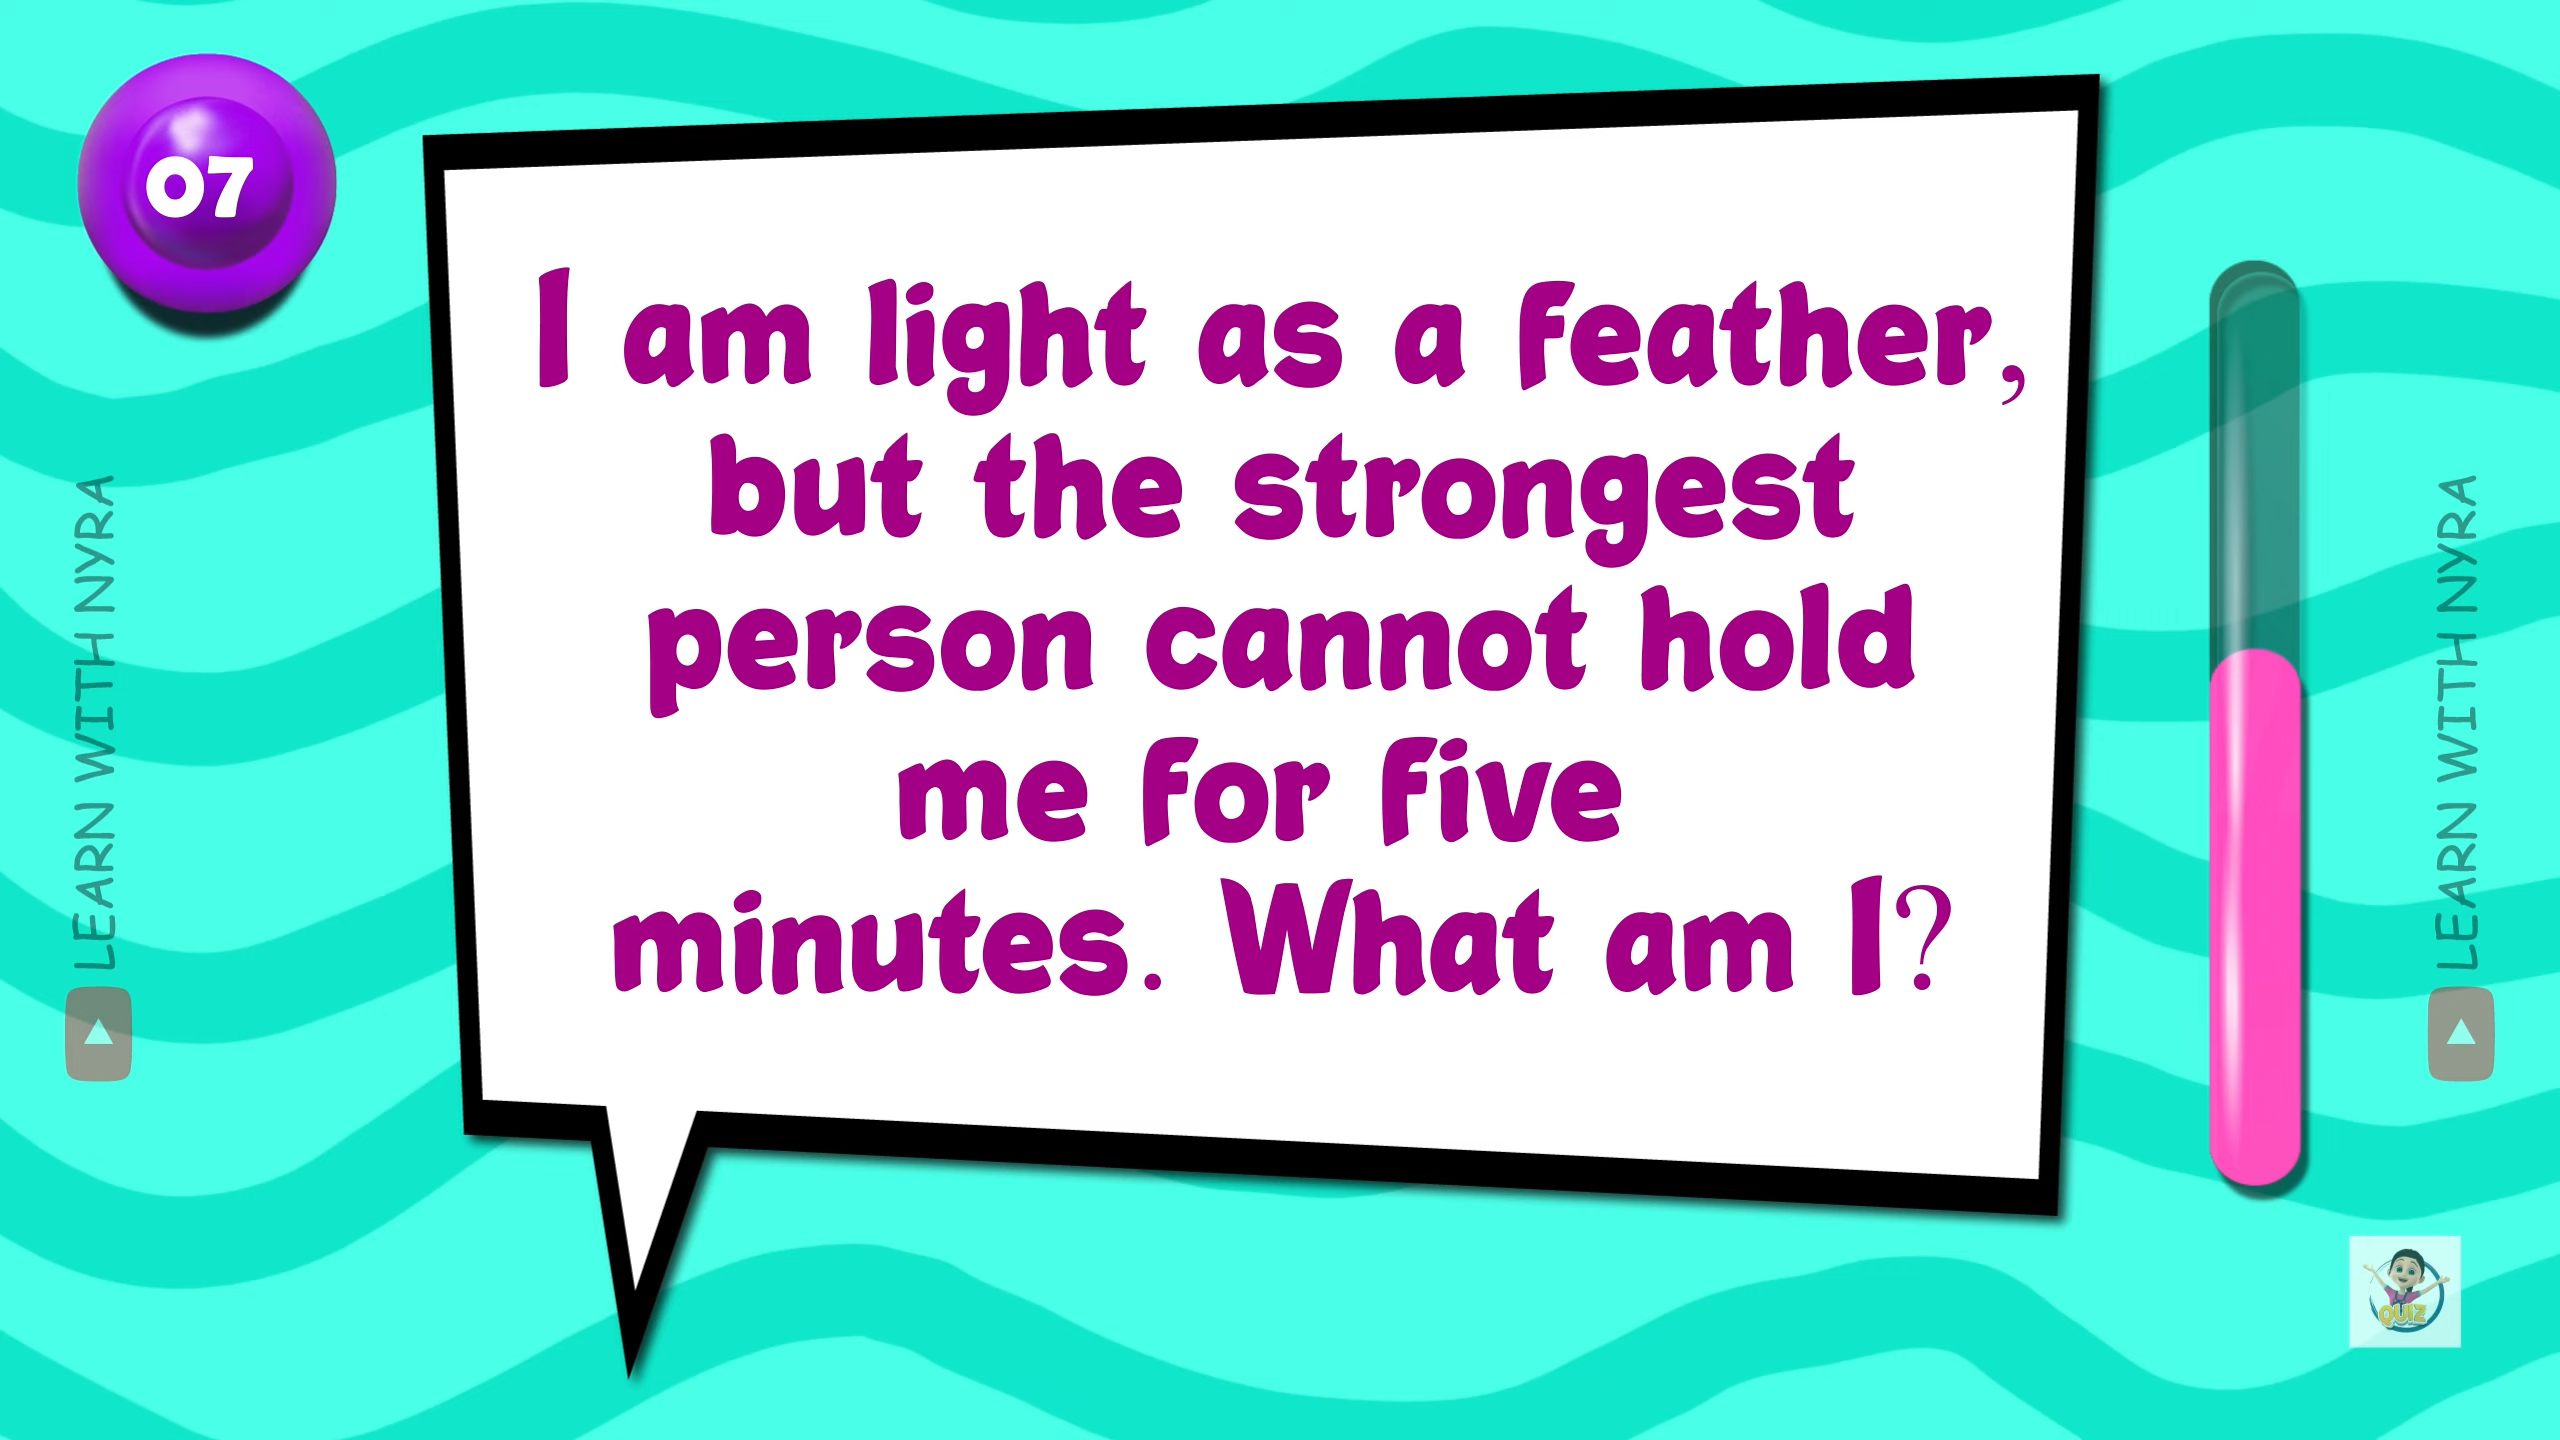 07
I am light as a feather,
but the strongest
person cannot hold
me for five
minutes. What am I?
LEARN WITH NYRA
LEARN WITH NYRA
QUIZ